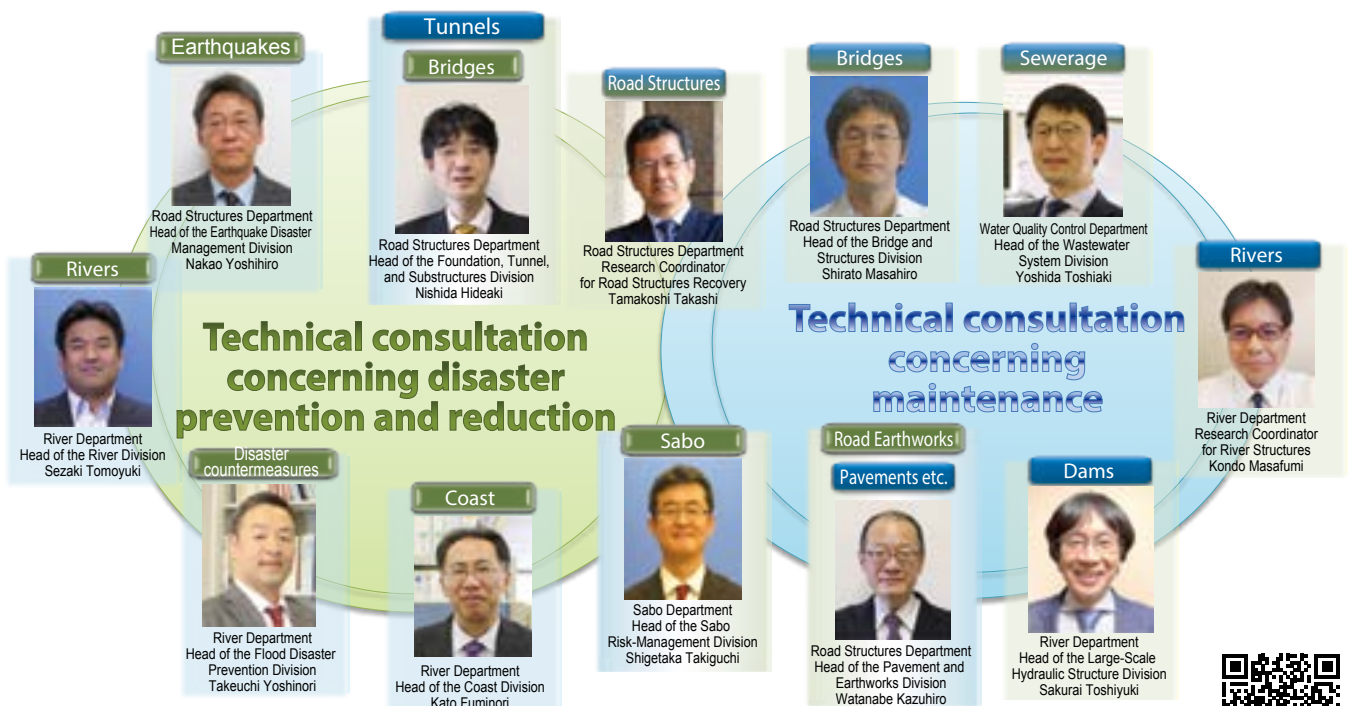 Earthquakes
Road Structures Department
Head of the Earthquake Disaster
Management Division
Nakao Yoshihiro
Tunnels
Bridges
Road Structures Department
Head of the Foundation, Tunnel,
and Substructures Division
Nishida Hideaki
Road Structures
Road Structures Department
Research Coordinator
for Road Structures Recovery
Tamakoshi Takashi
Bridges
Road Structures Department
Head of the Bridge and
Structures Division
Shirato Masahiro
Sewerage
Water Quality Control Department
Head of the Wastewater
System Division
Yoshida Toshiaki
Rivers
River Department
Head of the River Division
Sezaki Tomoyuki
Technical consultation
concerning disaster
prevention and reduction
Technical consultation
concerning
maintenance
Rivers
River Department
Research Coordinator
for River Structures
Kondo Masafumi
Disaster
countermeasures
River Department
Head of the Flood Disaster
Prevention Division
Takeuchi Yoshinori
Coast
River Department
Head of the Coast Division
Kato Fuminori
Sabo
Sabo Department
Head of the Sabo
Risk-Management Division
Shigetaka Takiguchi
Road Earthworks
Pavements etc.
Road Structures Department
Head of the Pavement and
Earthworks Division
Watanabe Kazuhiro
Dams
River Department
Head of the Large-Scale
Hydraulic Structure Division
Sakurai Toshiyuki